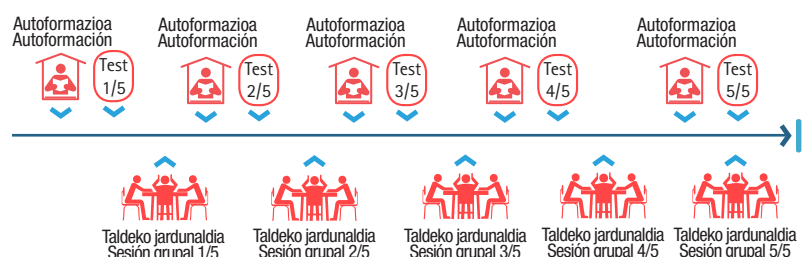 Autoformazioa
Autoformación
Test
1/5
Autoformazioa
Autoformación
Test
2/5
Autoformazioa
Autoformación
Test
3/5
Autoformazioa
Autoformación
Test
4/5
Autoformazioa
Autoformación
Test
5/5
Taldeko jardunaldia
Sesión grupal 1/5
Taldeko jardunaldia
Sesión grupal 2/5
Taldeko jardunaldia
Sesión grupal 3/5
Taldeko jardunaldia
Sesión grupal 4/5
Taldeko jardunaldia
Sesión grupal 5/5